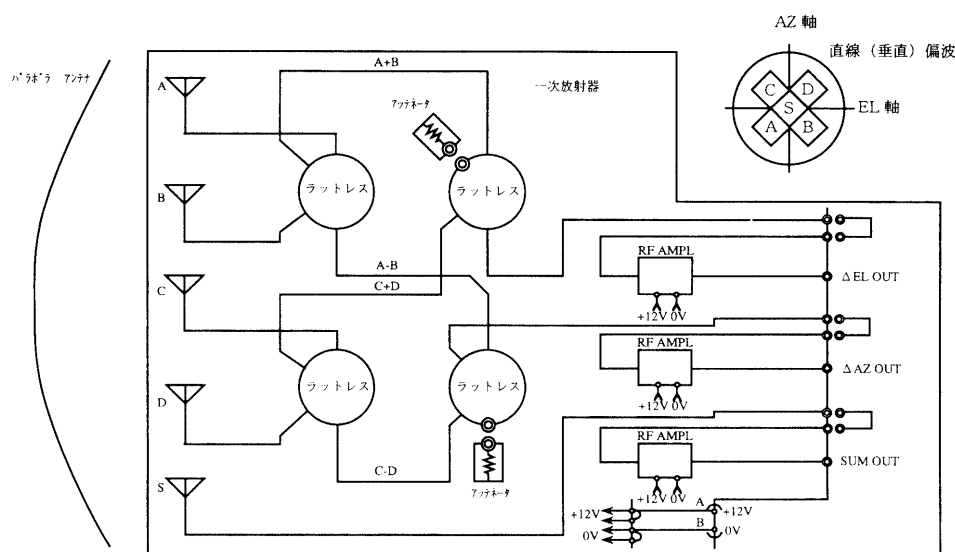 AZ 軸
直線（垂直）偏波
C D
S
A B
EL 軸
ﾊﾟﾗﾎﾞﾗ ｱﾝﾃﾅ
一次放射器
A
A+B
ｱｯﾃﾈｰﾀ
ラットレス
ラットレス
B
A-B
C+D
C
D
ラットレス
ラットレス
C-D
ｱｯﾃﾈｰﾀ
S
RF AMPL
+12V 0V
Δ EL OUT
RF AMPL
+12V 0V
Δ AZ OUT
RF AMPL
+12V 0V
SUM OUT
+12V
A
+12V
0V
B
0V